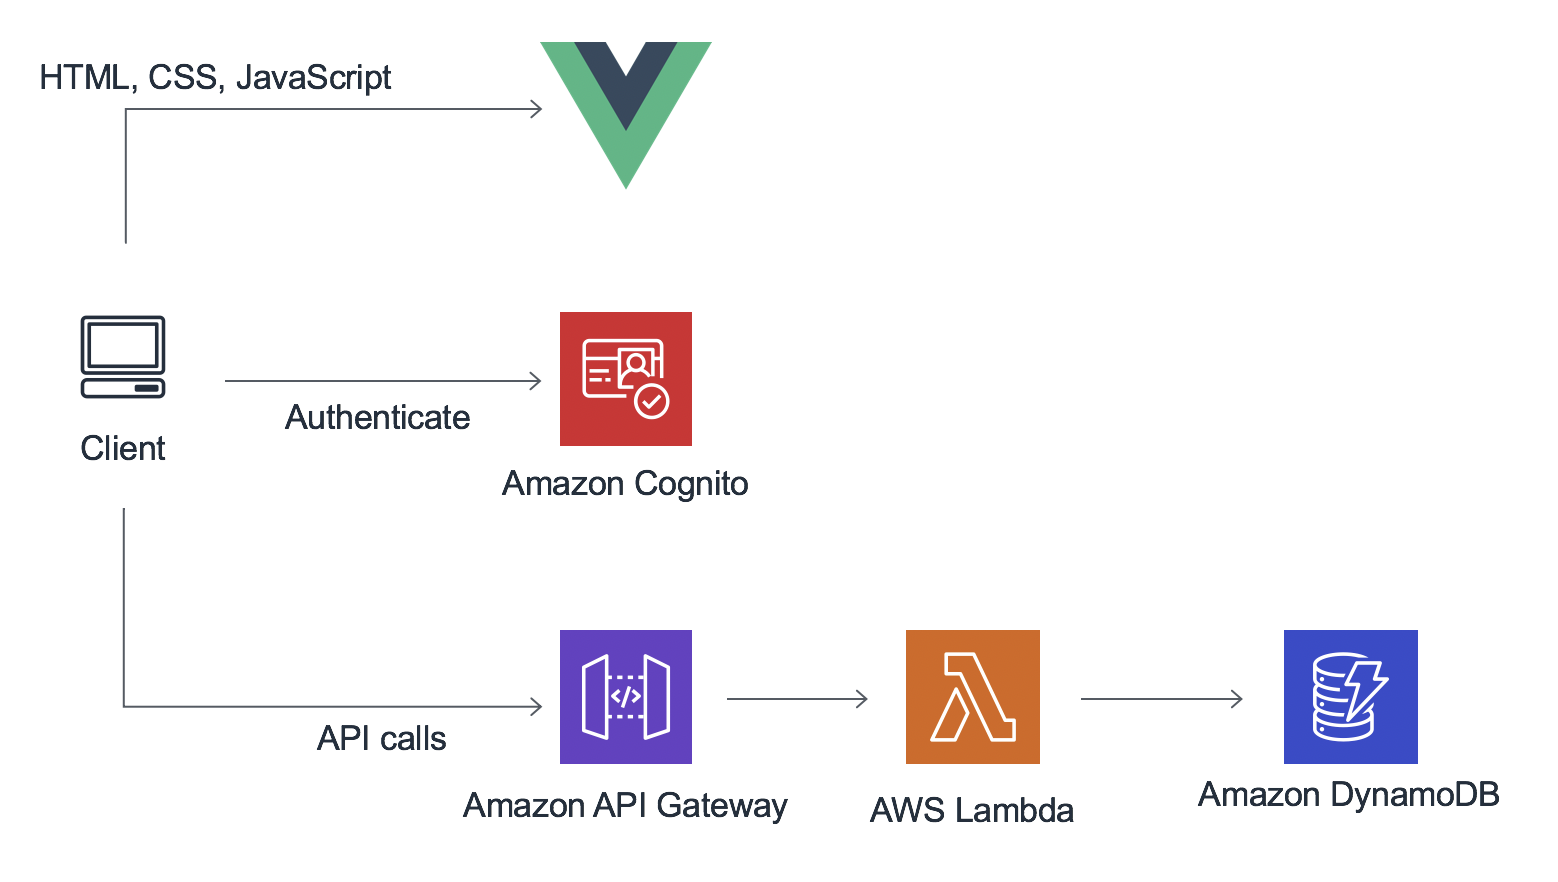 HTML, CSS, JavaScript
Authenticate
Client
Amazon Cognito
API calls
Amazon API Gateway
AWS Lambda
Amazon DynamoDB